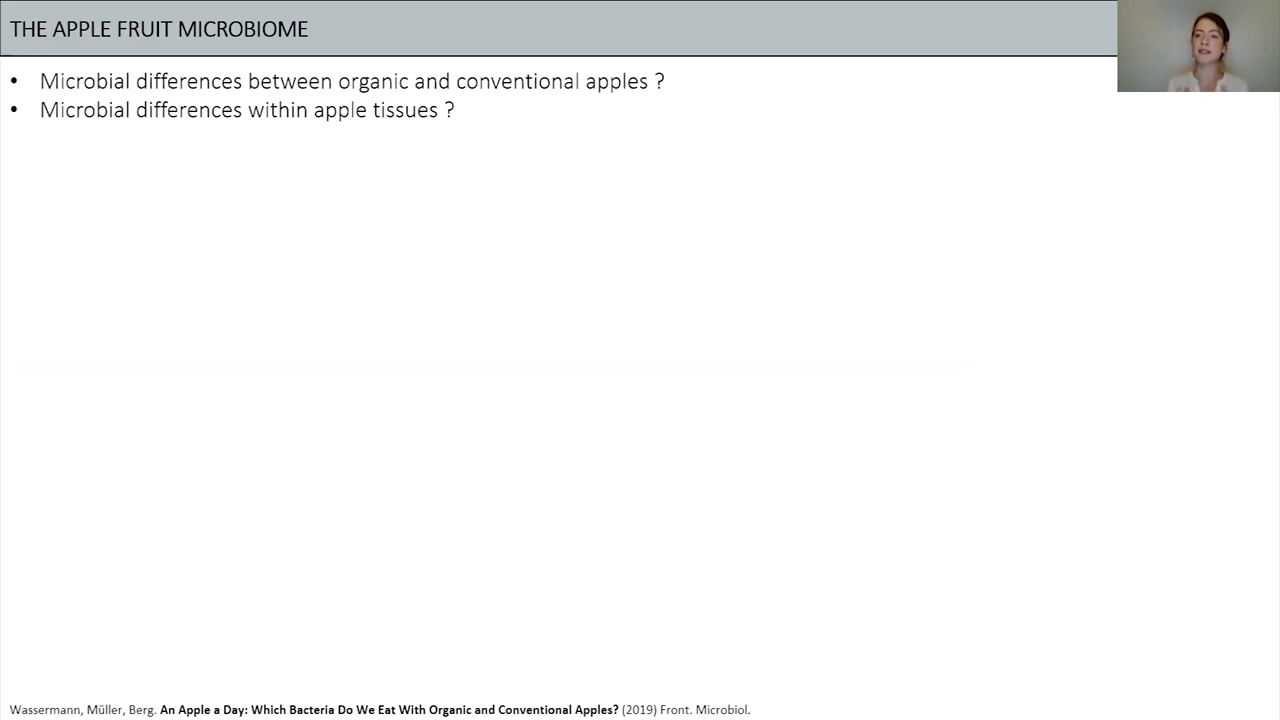 THE APPLE FRUIT MICROBIOME
• Microbial differences between organic and conventional apples ?
• Microbial differences within apple tissues ?
Wassermann, Müller, Berg. An Apple a Day: Which Bacteria Do We Eat With Organic and Conventional Apples? (2019) Front. Microbiol.